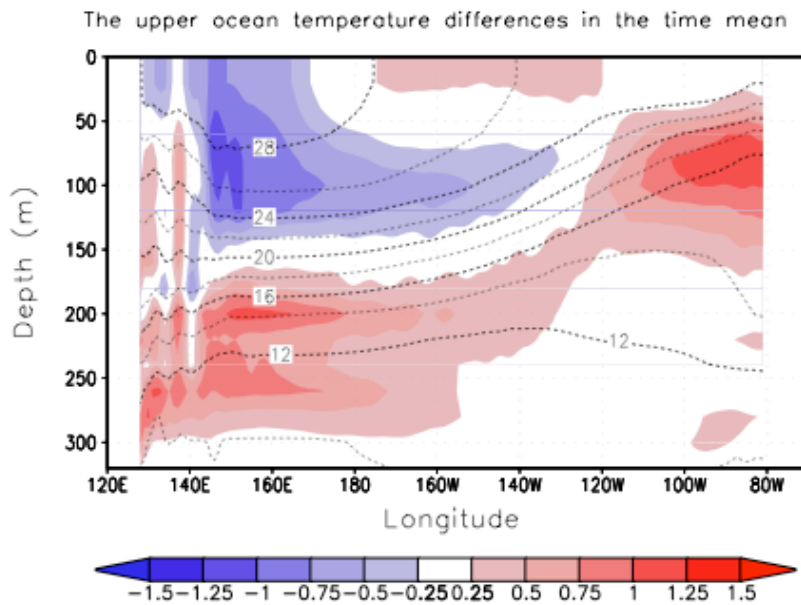 The upper ocean temperature differences in the time mean
0
50
100
150
200
250
300
Depth (m)
28
24
20
16
12
12
120E 140E 160E 180 160W 140W 120W 100W 80W
Longitude
-1.5 -1.25 -1 -0.75 -0.5 -0.25 0.25 0.5 0.75 1 1.25 1.5